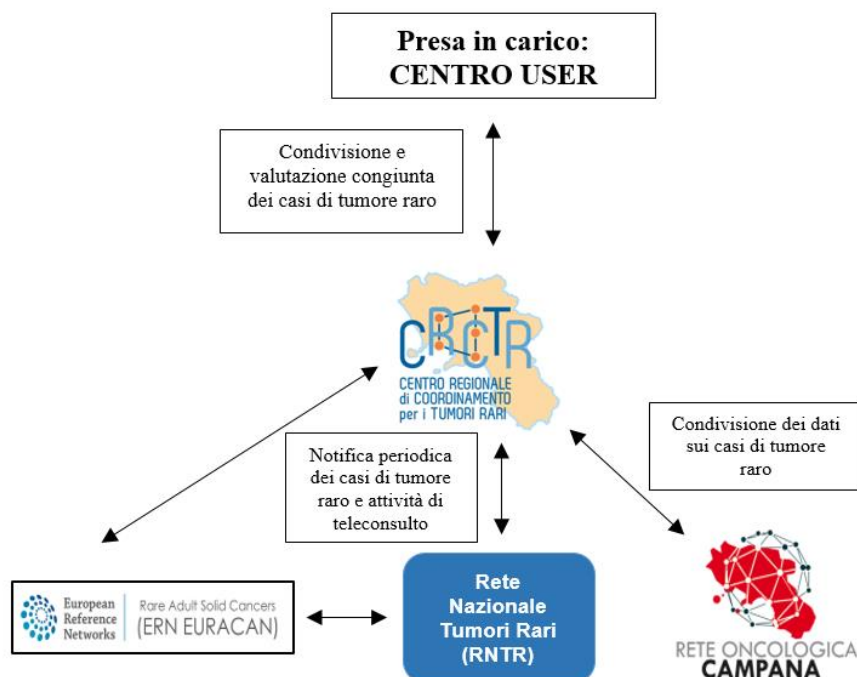 Presa in carico:
CENTRO USER
Condivisione e
valutazione congiunta
dei casi di tumore raro
CRCTR
CENTRO REGIONALE
di COORDINAMENTO
per i TUMORI RARI
Notifica periodica
dei casi di tumore
raro e attività di
teleconsulto
Condivisione dei dati
sui casi di tumore
raro
European
Reference
Networks
Rare Adult Solid Cancers
(ERN EURACAN)
Rete
Nazionale
Tumori Rari
(RNTR)
RETE ONCOLOGICA
CAMPANA